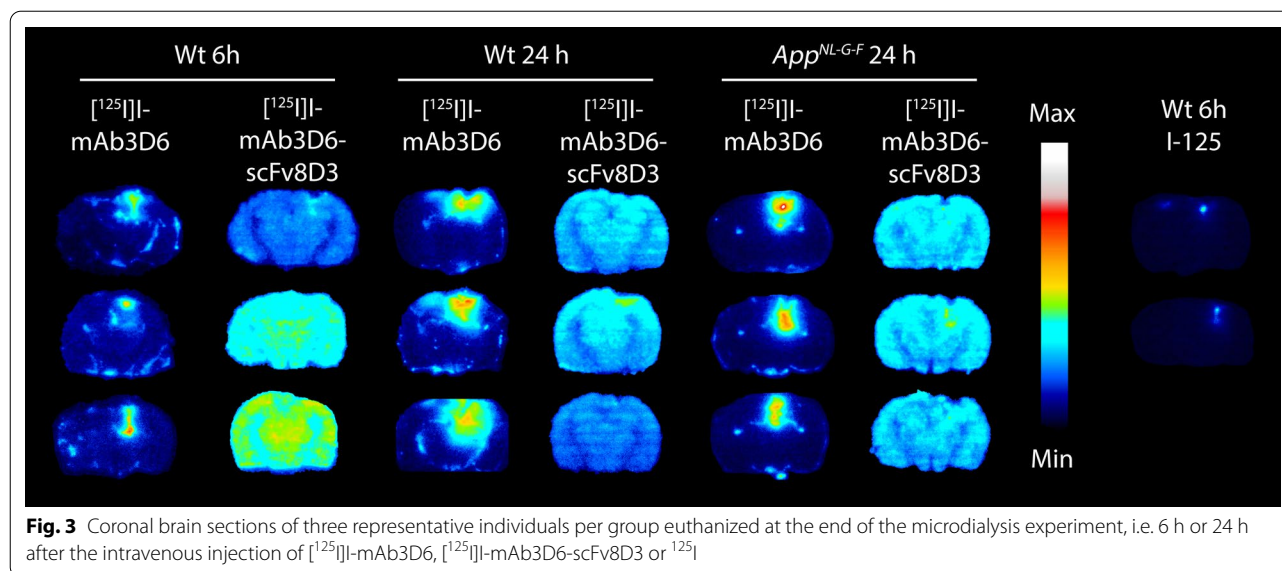 Wt 6h Wt 24 h App^NL-G-F 24 h
[¹²⁵I]I-
mAb3D6
[¹²⁵I]I-
mAb3D6-
scFv8D3
[¹²⁵I]I-
mAb3D6
[¹²⁵I]I-
mAb3D6-
scFv8D3
[¹²⁵I]I-
mAb3D6
[¹²⁵I]I-
mAb3D6-
scFv8D3
Max
Min
Wt 6h
I-125
Fig. 3 Coronal brain sections of three representative individuals per group euthanized at the end of the microdialysis experiment, i.e. 6 h or 24 h
after the intravenous injection of [¹²⁵I]I-mAb3D6, [¹²⁵I]I-mAb3D6-scFv8D3 or ¹²⁵I